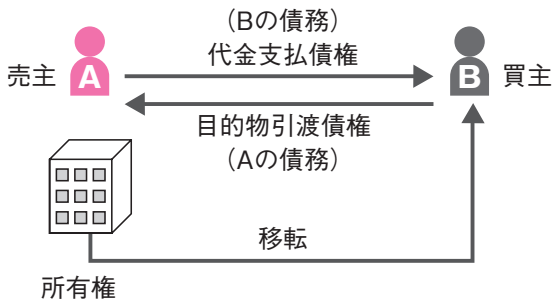 （Bの債務）
代金支払債権
売主 A B 買主
目的物引渡債権
（Aの債務）
移転
所有権